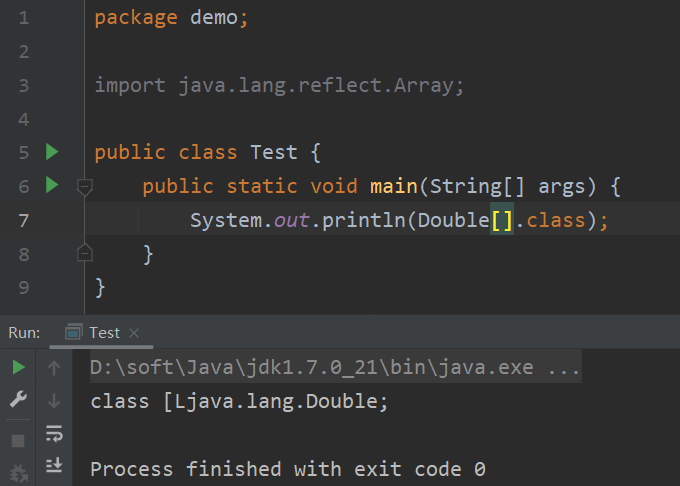 1 package demo;
2
3 import java.lang.reflect.Array;
4
5 public class Test {
6 public static void main(String[] args) {
7 System.out.println(Double[].class);
8 }
9 }
Run: Test ×
D:\soft\Java\jdk1.7.0_21\bin\java.exe ...
class [Ljava.lang.Double;
Process finished with exit code 0